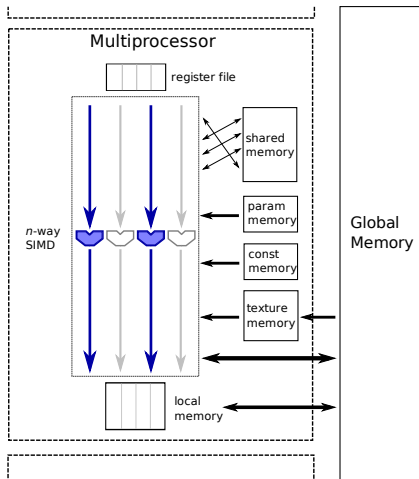 Multiprocessor
register file
shared
memory
param
memory
n-way
SIMD
const
memory
texture
memory
local
memory
Global
Memory